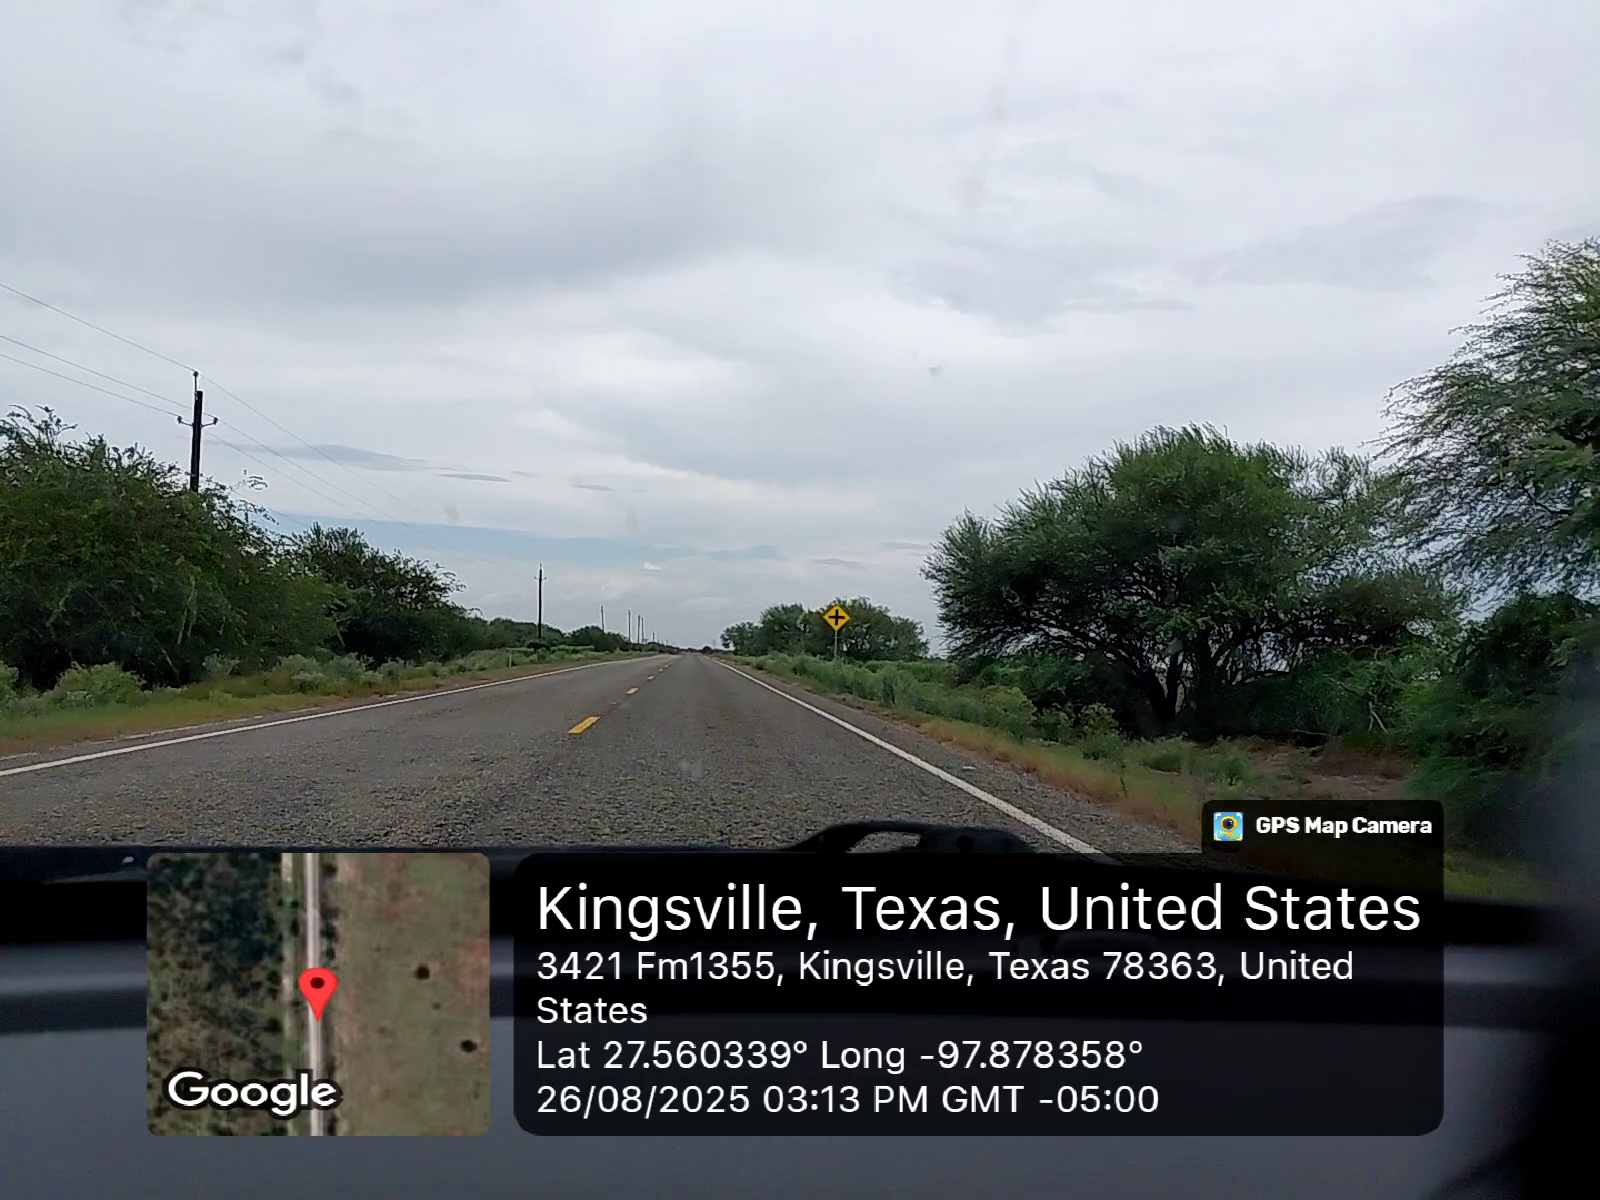 GPS Map Camera
Kingsville, Texas, United States
3421 Fm1355, Kingsville, Texas 78363, United
States
Lat 27.560339° Long -97.878358°
26/08/2025 03:13 PM GMT -05:00
Google